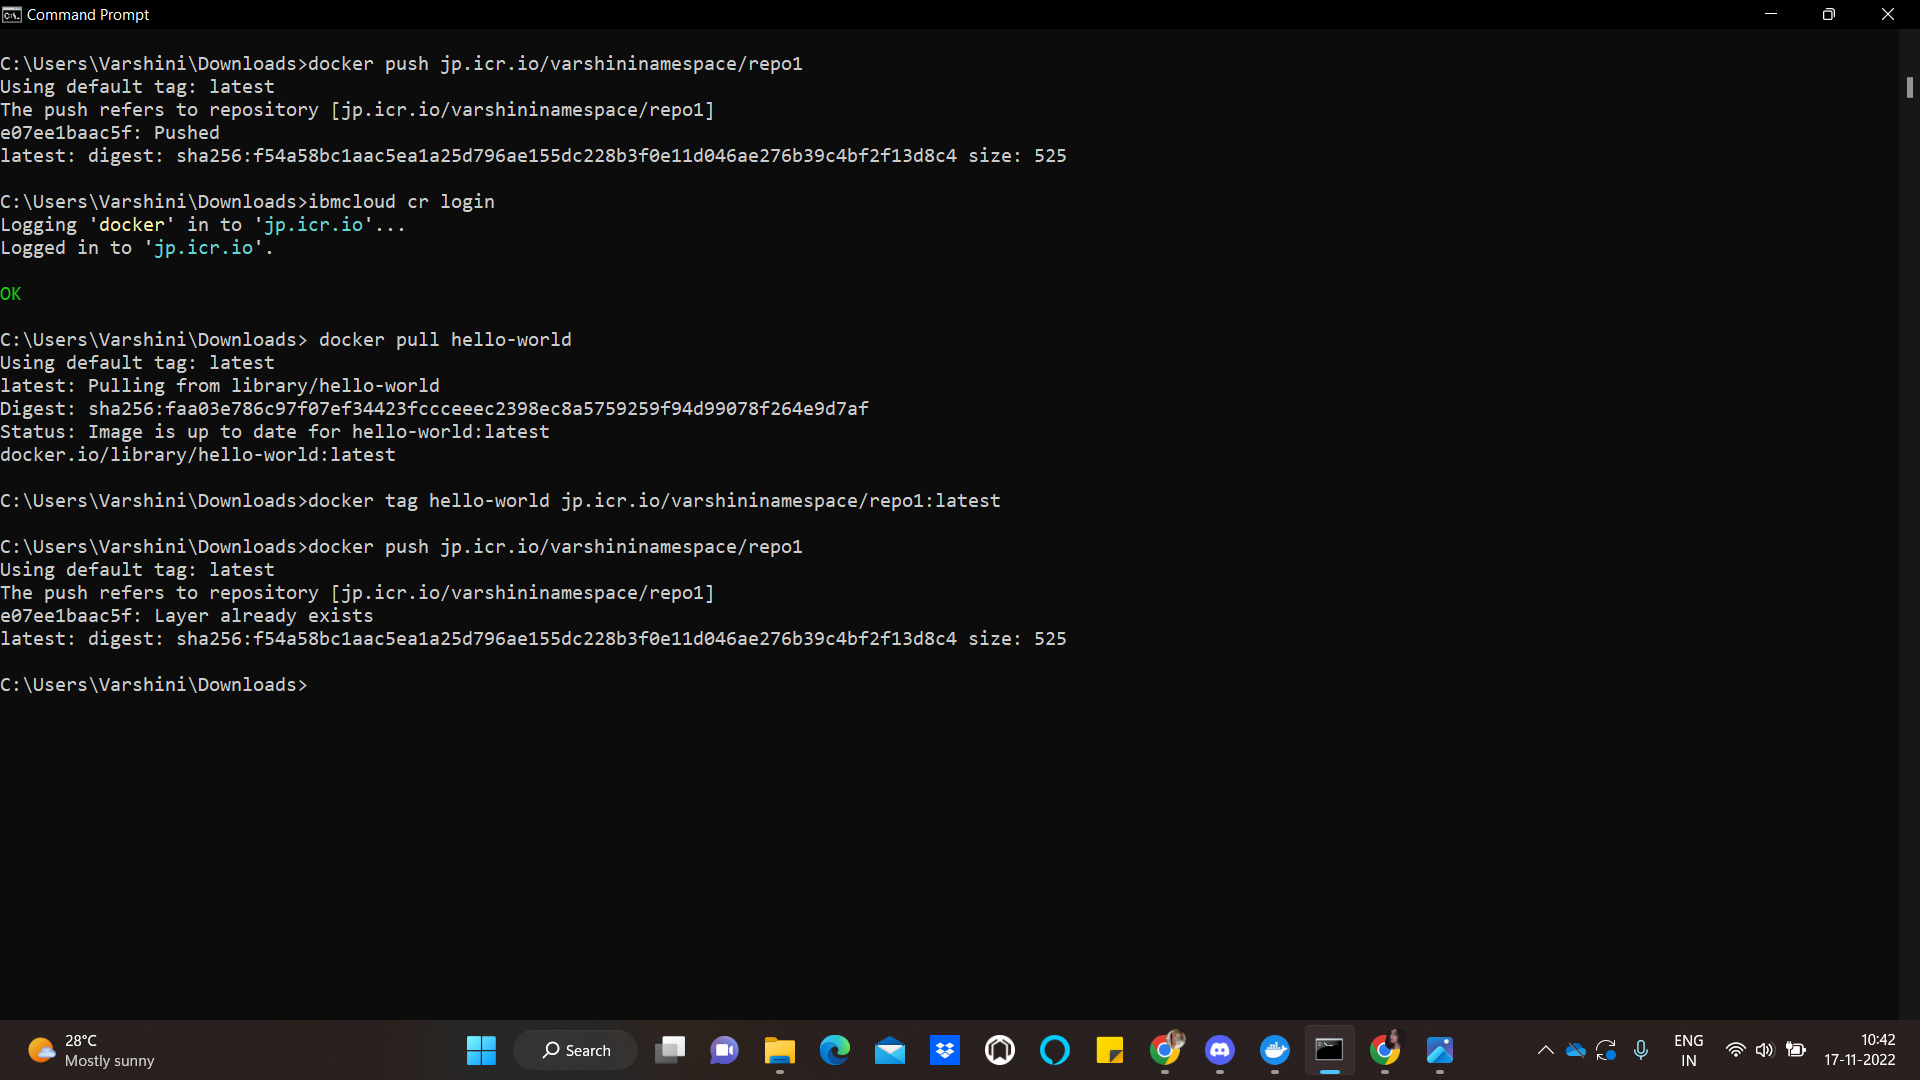 Command Prompt
C:\Users\Varshini\Downloads>docker push jp.icr.io/varshininamespace/repo1
Using default tag: latest
The push refers to repository [jp.icr.io/varshininamespace/repo1]
e07ee1baac5f: Pushed
latest: digest: sha256:f54a58bc1aac5ea1a25d796ae155dc228b3f0e11d046ae276b39c4bf2f13d8c4 size: 525
C:\Users\Varshini\Downloads>ibmcloud cr login
Logging 'docker' in to 'jp.icr.io'...
Logged in to 'jp.icr.io'.
OK
C:\Users\Varshini\Downloads> docker pull hello-world
Using default tag: latest
latest: Pulling from library/hello-world
Digest: sha256:faa03e786c97f07ef34423fccceeec2398ec8a5759259f94d99078f264e9d7af
Status: Image is up to date for hello-world:latest
docker.io/library/hello-world:latest
C:\Users\Varshini\Downloads>docker tag hello-world jp.icr.io/varshininamespace/repo1:latest
C:\Users\Varshini\Downloads>docker push jp.icr.io/varshininamespace/repo1
Using default tag: latest
The push refers to repository [jp.icr.io/varshininamespace/repo1]
e07ee1baac5f: Layer already exists
latest: digest: sha256:f54a58bc1aac5ea1a25d796ae155dc228b3f0e11d046ae276b39c4bf2f13d8c4 size: 525
C:\Users\Varshini\Downloads>
28°C
Mostly sunny
Search
ENG
IN
10:42
17-11-2022